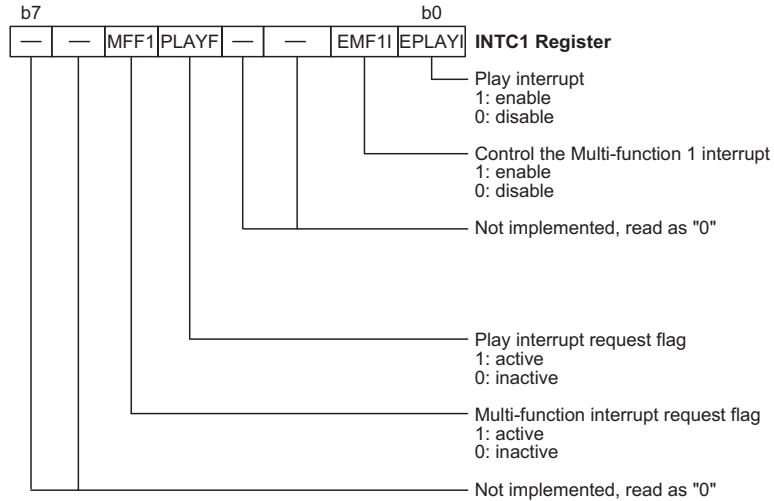 b7 b0
— — MFF1 PLAYF — — EMF1I EPLAYI INTC1 Register
Play interrupt
1: enable
0: disable
Control the Multi-function 1 interrupt
1: enable
0: disable
Not implemented, read as "0"
Play interrupt request flag
1: active
0: inactive
Multi-function interrupt request flag
1: active
0: inactive
Not implemented, read as "0"